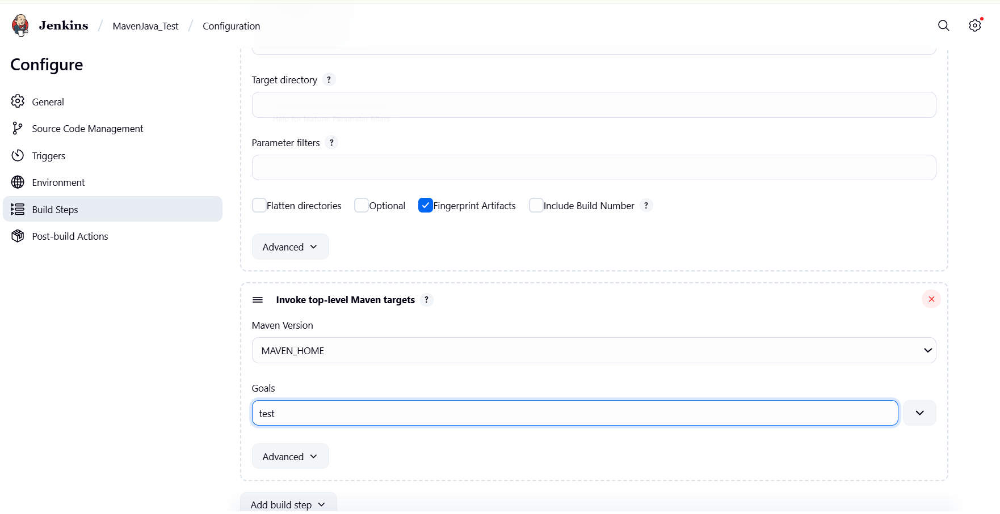 Jenkins / MavenJava_Test / Configuration
Configure
General
Source Code Management
Triggers
Environment
Build Steps
Post-build Actions
Target directory ?
Help for feature: Parameter filters
Parameter filters ?
Flatten directories Optional Fingerprint Artifacts Include Build Number ?
Advanced
Invoke top-level Maven targets ?
Maven Version
MAVEN_HOME
Goals
test
Advanced
Add build step